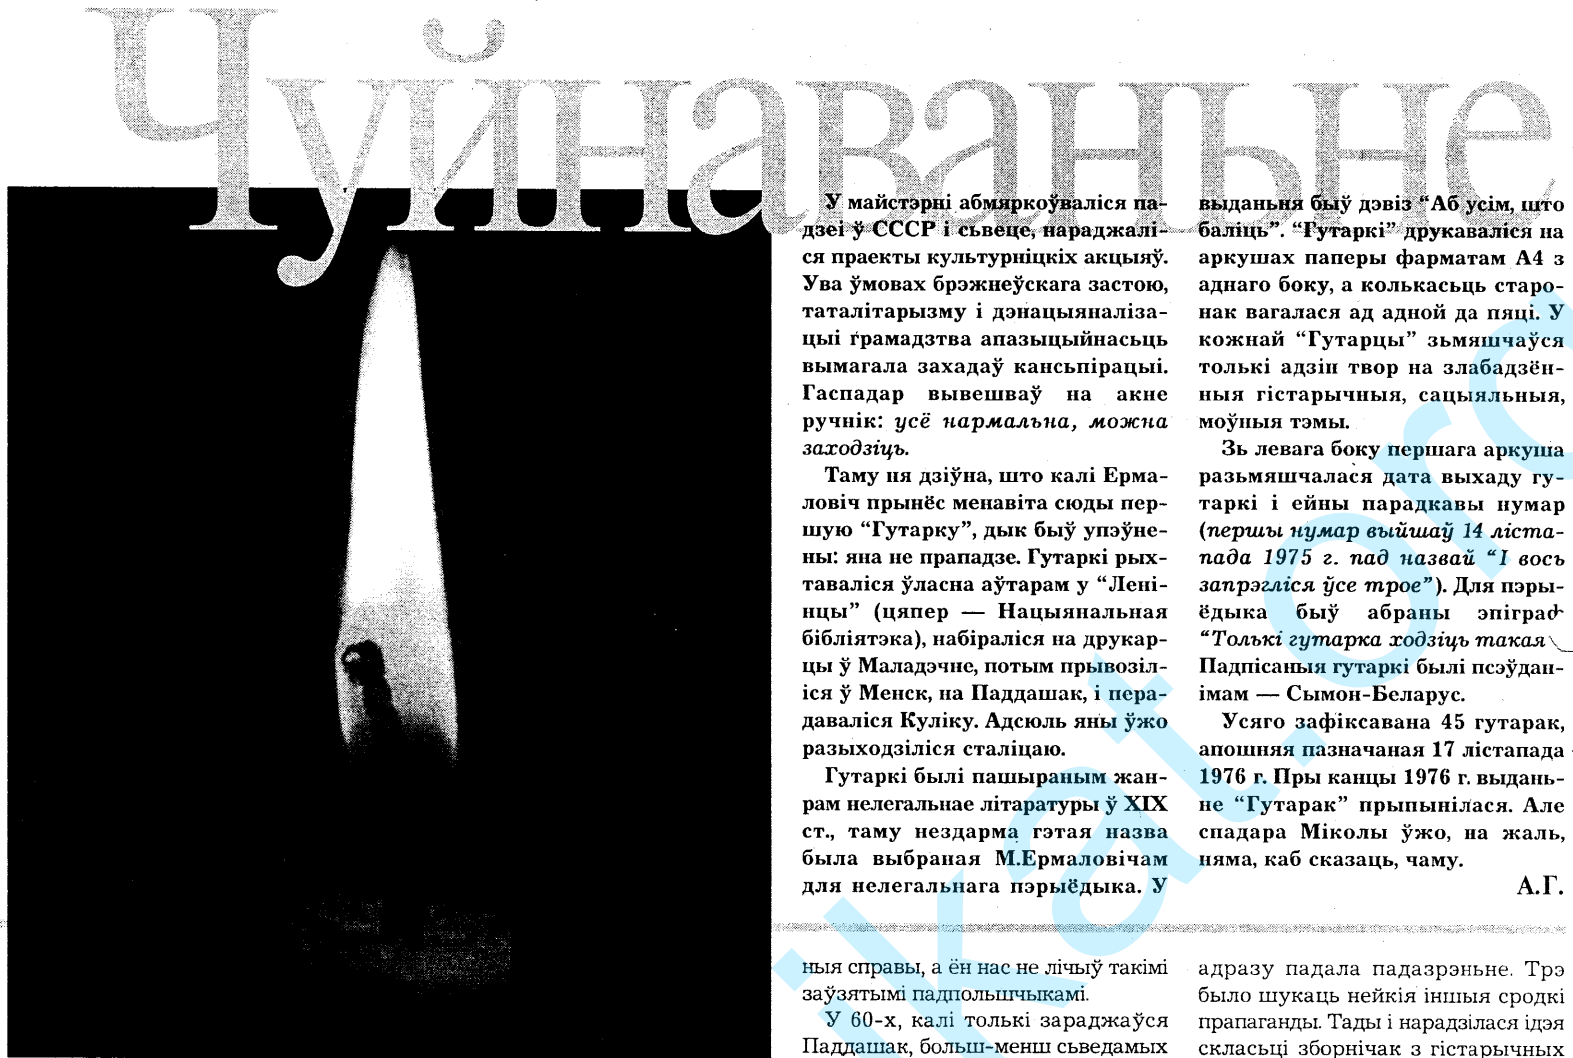 Чуйнаваньне
У майстэрні абмяркоўваліся па-
дзеі ў СССР і сьвеце, нараджалі-
ся праекты культурніцкіх акцыяў.
Ува ўмовах брэжнеўскага застою,
таталітарызму і дэнацыяналіза-
цыі ґрамадзтва апазыцыйнасьць
вымагала захадаў кансьпірацыі.
Гаспадар вывешваў на акне
ручнік: усё нармальна, можна
заходзіць.
Таму ня дзіўна, што калі Ерма-
ловіч прынёс менавіта сюды пер-
шую “Гутарку”, дык быў упэўне-
ны: яна не прападзе. Гутаркі рых-
таваліся ўласна аўтарам у “Лені-
нцы” (цяпер — Нацыянальная
бібліятэка), набіраліся на друкар-
цы ў Маладэчне, потым прывозіл-
іся ў Менск, на Паддашак, і пера-
даваліся Куліку. Адсюль яны ўжо
разыходзіліся сталіцаю.
Гутаркі былі пашыраным жан-
рам нелегальнае літаратуры ў ХІХ
ст., таму нездарма гэтая назва
была выбраная М.Ермаловічам
для нелегальнага пэрыёдыка. У
выданьня быў дэвіз “Аб усім, што
баліць”. “Гутаркі” друкаваліся на
аркушах паперы фарматам А4 з
аднаго боку, а колькасьць старо-
нак вагалася ад адной да пяці. У
кожнай “Гутарцы” зьмяшчаўся
толькі адзін твор на злабадзён-
ныя гістарычныя, сацыяльныя,
моўныя тэмы.
Зь левага боку першага аркуша
разьмяшчалася дата выхаду гу-
таркі і ейны парадкавы нумар
(першы нумар выйшаў 14 ліста-
пада 1975 г. пад назвай “І вось
запрэгліся ўсе трое”). Для пэры-
ёдыка быў абраны эпіграф
“Толькі гутарка ходзіць такая
Падпісаныя гутаркі былі псэўдан-
імам — Сымон-Беларус.
Усяго зафіксавана 45 гутарак,
апошняя пазначаная 17 лістапада
1976 г. Пры канцы 1976 г. выдань-
не “Гутарак” прыпынілася. Але
спадара Міколы ўжо, на жаль,
няма, каб сказаць, чаму.
А.Г.
ныя справы, а ён нас не лічыў такімі
заўзятымі падпольшчыкамі.
У 60-х, калі толькі зараджаўся
Паддашак, больш-менш сьведамых
адразу падала падазрэньне. Трэ
было шукаць нейкія іншыя сродкі
прапаганды. Тады і нарадзілася ідэя
скласьці зборнічак з гістарычных
ikat.org